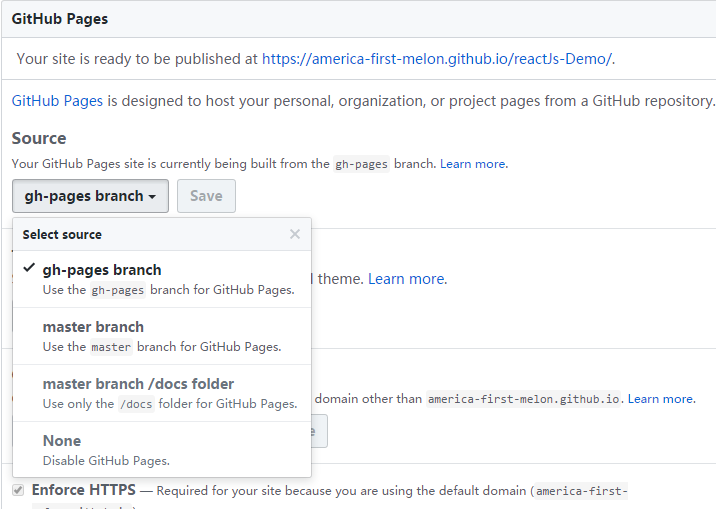 GitHub Pages
Your site is ready to be published at https://america-first-melon.github.io/reactJs-Demo/.
GitHub Pages is designed to host your personal, organization, or project pages from a GitHub repository.
Source
Your GitHub Pages site is currently being built from the gh-pages branch. Learn more.
gh-pages branch
Save
Select source
gh-pages branch
Use the gh-pages branch for GitHub Pages.
theme. Learn more.
master branch
Use the master branch for GitHub Pages.
master branch /docs folder
Use only the /docs folder for GitHub Pages.
domain other than america-first-melon.github.io. Learn more.
None
Disable GitHub Pages.
Enforce HTTPS — Required for your site because you are using the default domain (america-first-